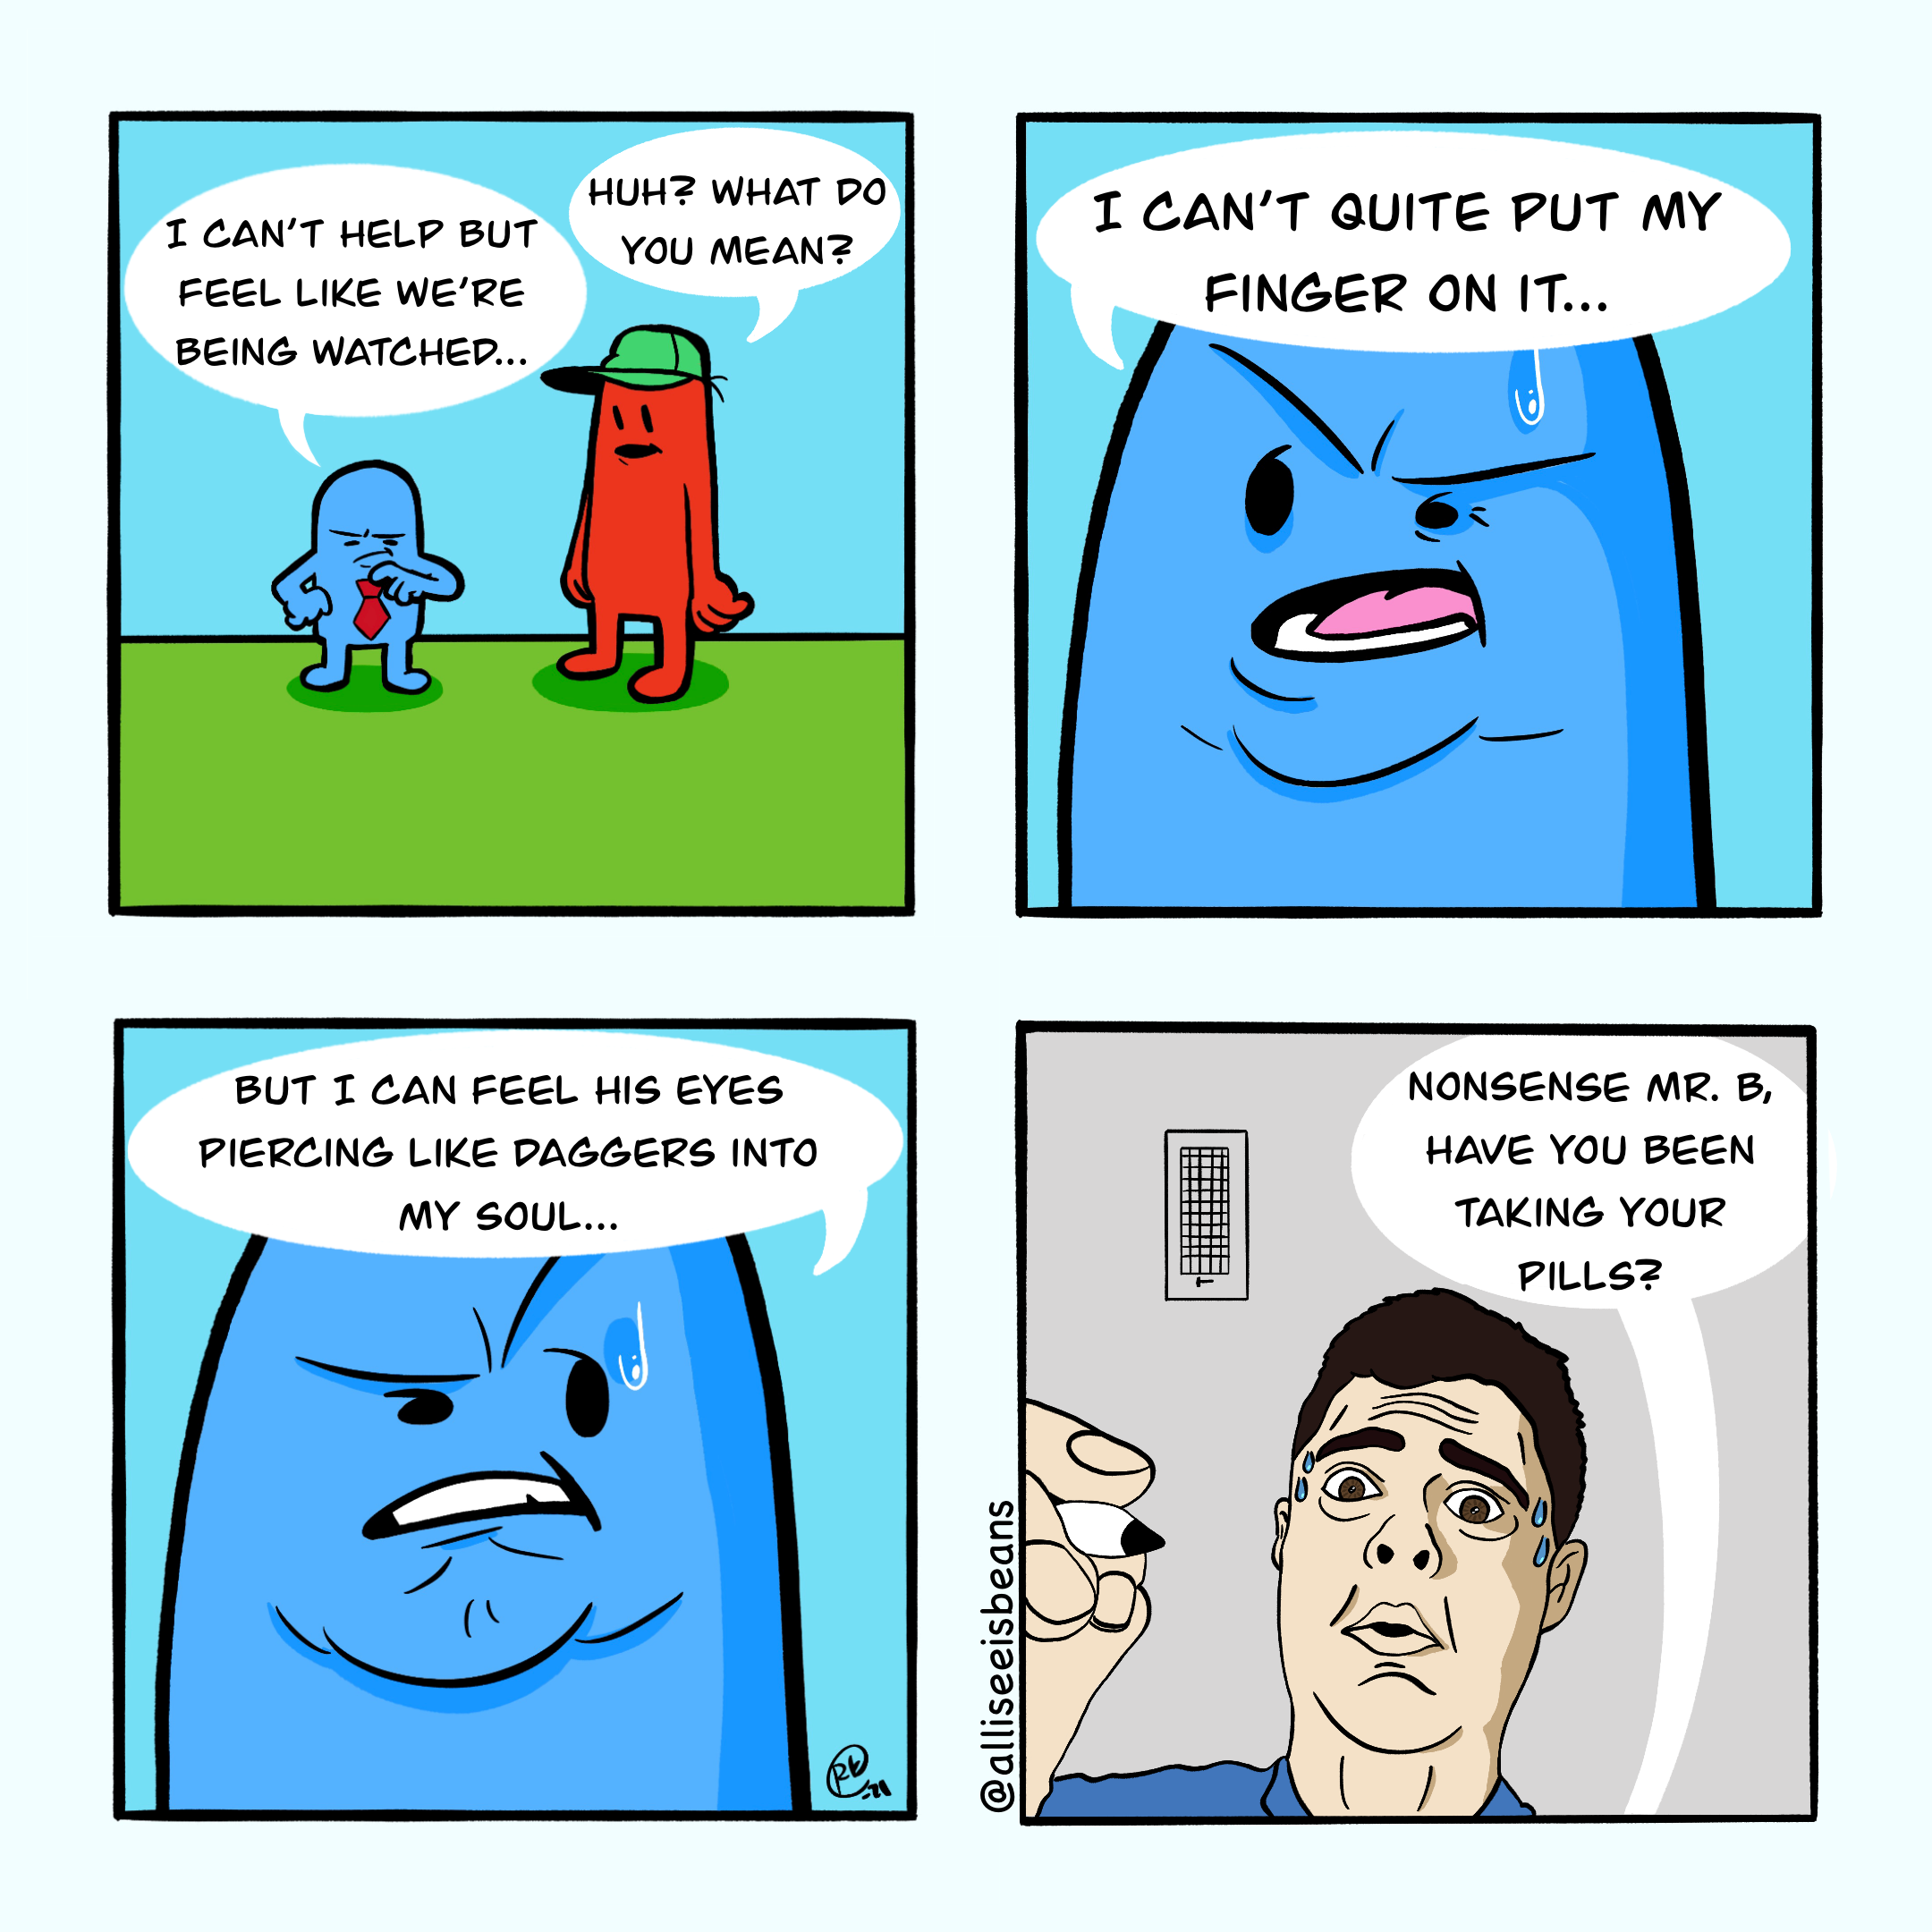 I CAN'T HELP BUT
FEEL LIKE WE'RE
BEING WATCHED...
HUH? WHAT DO
YOU MEAN?
I CAN'T QUITE PUT MY
FINGER ON IT...
BUT I CAN FEEL HIS EYES
PIERCING LIKE DAGGERS INTO
MY SOUL...
NONSENSE MR. B,
HAVE YOU BEEN
TAKING YOUR
PILLS?
@alliseeisbeans